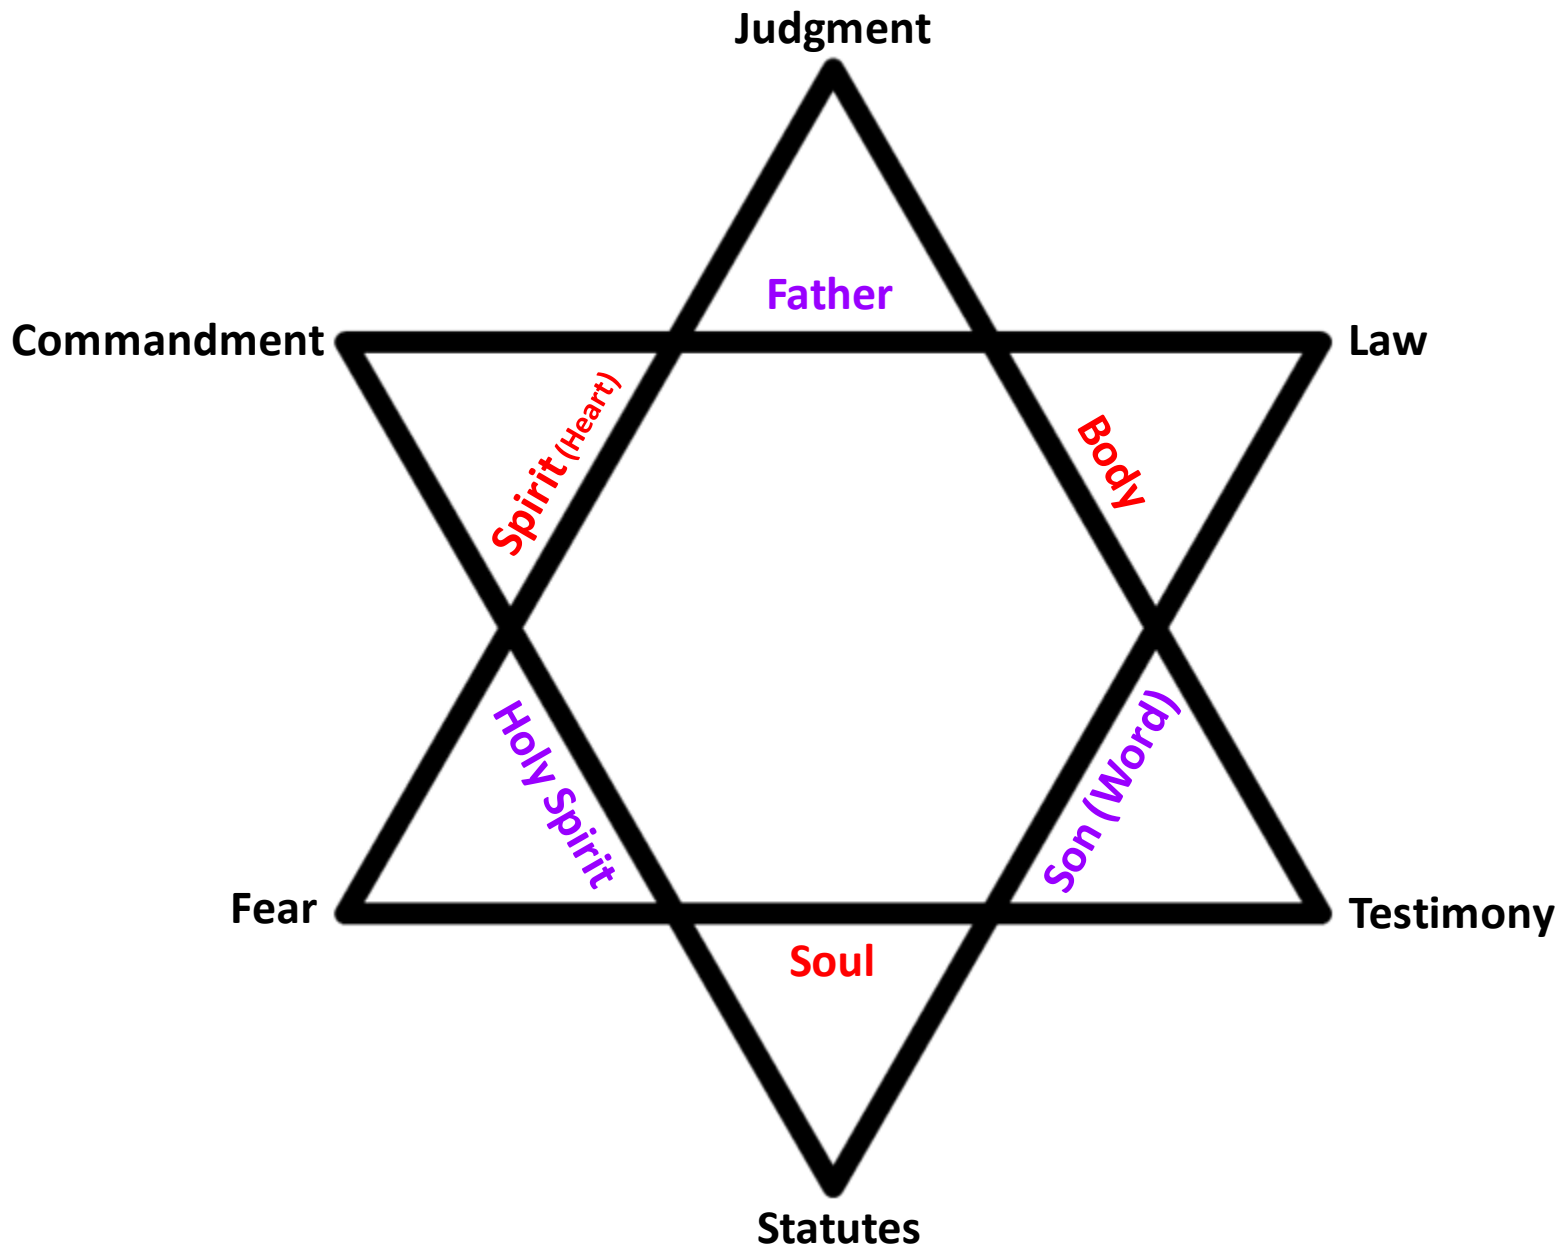 Judgment
Father
Commandment
Law
Spirit (Heart)
Body
Holy Spirit
Son (Word)
Fear
Testimony
Soul
Statutes